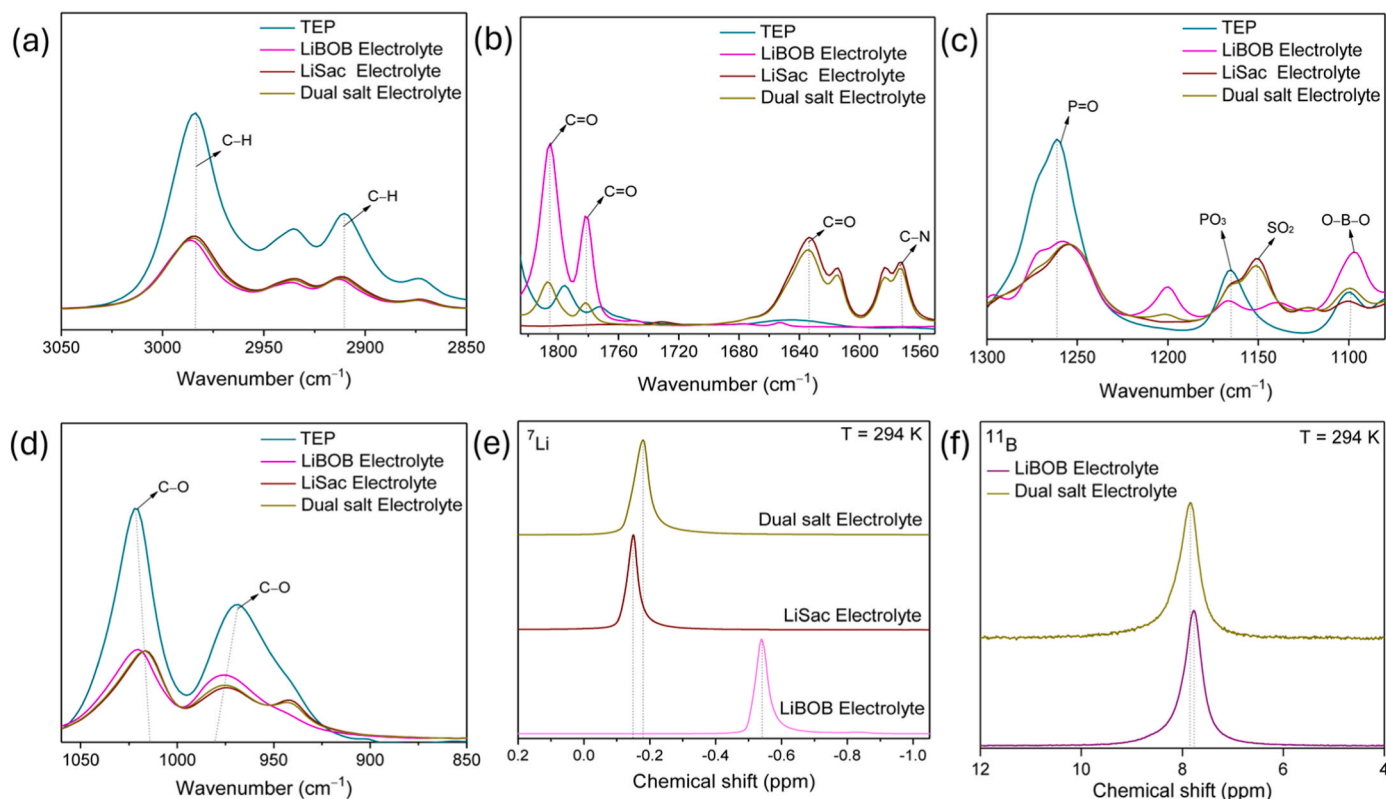 (a)
TEP
LiBOB Electrolyte
LiSac Electrolyte
Dual salt Electrolyte
C–H
C–H
3050 3000 2950 2900 2850
Wavenumber (cm⁻¹)
(b)
TEP
LiBOB Electrolyte
LiSac Electrolyte
Dual salt Electrolyte
C=O
C=O
C=O
C–N
1800 1760 1720 1680 1640 1600 1560
Wavenumber (cm⁻¹)
(c)
TEP
LiBOB Electrolyte
LiSac Electrolyte
Dual salt Electrolyte
P=O
PO₃
SO₂
O–B–O
1300 1250 1200 1150 1100
Wavenumber (cm⁻¹)
(d)
TEP
LiBOB Electrolyte
LiSac Electrolyte
Dual salt Electrolyte
C–O
C–O
1050 1000 950 900 850
Wavenumber (cm⁻¹)
(e)
⁷Li
T = 294 K
Dual salt Electrolyte
LiSac Electrolyte
LiBOB Electrolyte
0.2 0.0 -0.2 -0.4 -0.6 -0.8 -1.0
Chemical shift (ppm)
(f)
¹¹B
T = 294 K
LiBOB Electrolyte
Dual salt Electrolyte
12 10 8 6 4
Chemical shift (ppm)